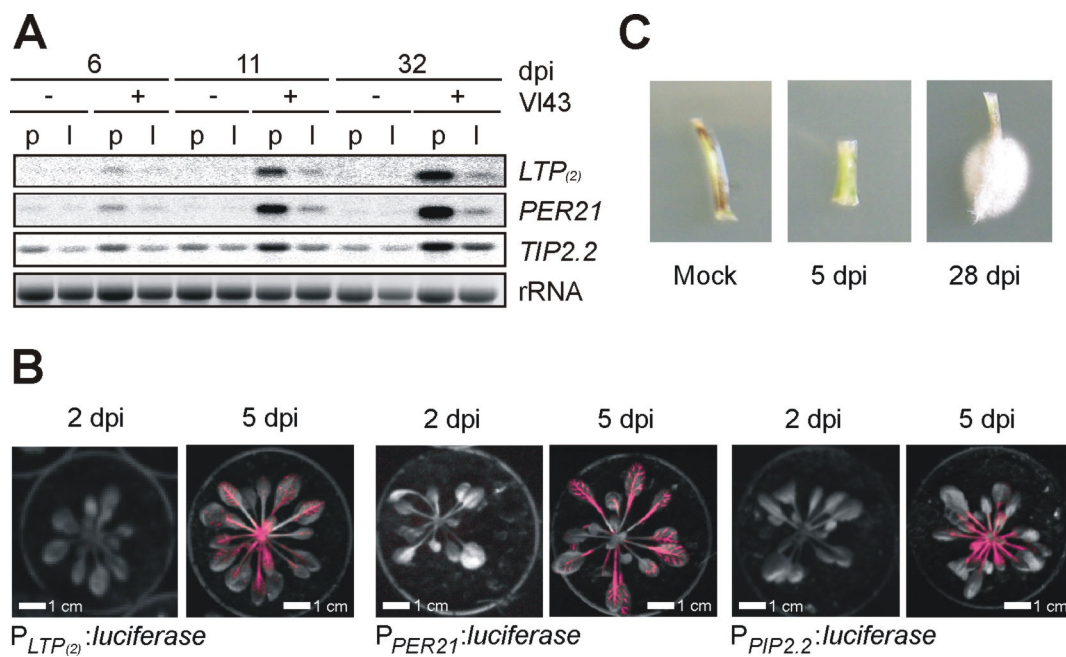 A
6 11 32 dpi
- + - + - + Vl43
p l p l p l p l p l p l
LTP(2)
PER21
TIP2.2
rRNA
C
Mock 5 dpi 28 dpi
B
2 dpi 5 dpi 2 dpi 5 dpi 2 dpi 5 dpi
1 cm 1 cm 1 cm 1 cm 1 cm 1 cm
PLTP(2):luciferase PPER21:luciferase PPIP2.2:luciferase